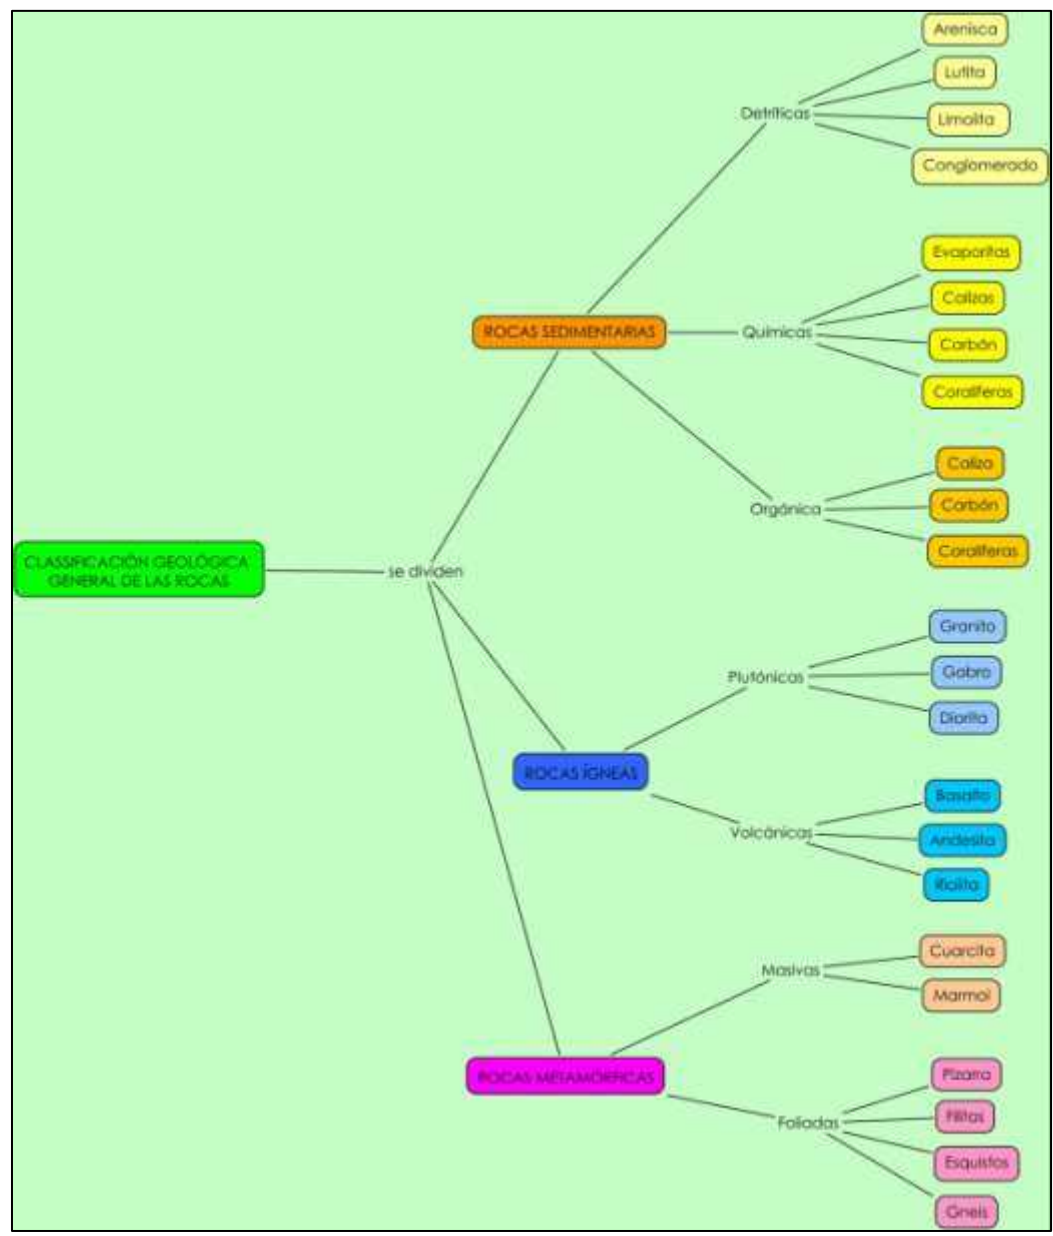 Arenisca
Lutita
Detríticas
Limolita
Conglomerado
Evaporitas
Calizas
ROCAS SEDIMENTARIAS
Químicas
Carbón
Coralíferas
Caliza
Carbón
Orgánica
Coralíferas
CLASSIFICACIÓN GEOLÓGICA
GENERAL DE LAS ROCAS
se dividen
Granito
Plutónicas
Gabro
Diorita
ROCAS ÍGNEAS
Basalto
Volcánicas
Andesita
Riolita
Cuarcita
Masivas
Marmol
ROCAS METAMORFICAS
Pizarra
Filitas
Foliadas
Esquistos
Gneis